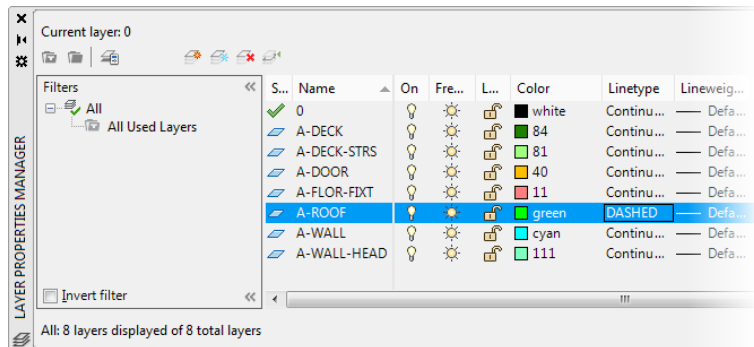 Current layer: 0
Filters
All
All Used Layers
Invert filter
S... Name On Fre... L... Color Linetype Lineweig...
0 white Continu... Defa...
A-DECK 84 Continu... Defa...
A-DECK-STRS 81 Continu... Defa...
A-DOOR 40 Continu... Defa...
A-FLOR-FIXT 11 Continu... Defa...
A-ROOF green DASHED Defa...
A-WALL cyan Continu... Defa...
A-WALL-HEAD 111 Continu... Defa...
All: 8 layers displayed of 8 total layers
LAYER PROPERTIES MANAGER